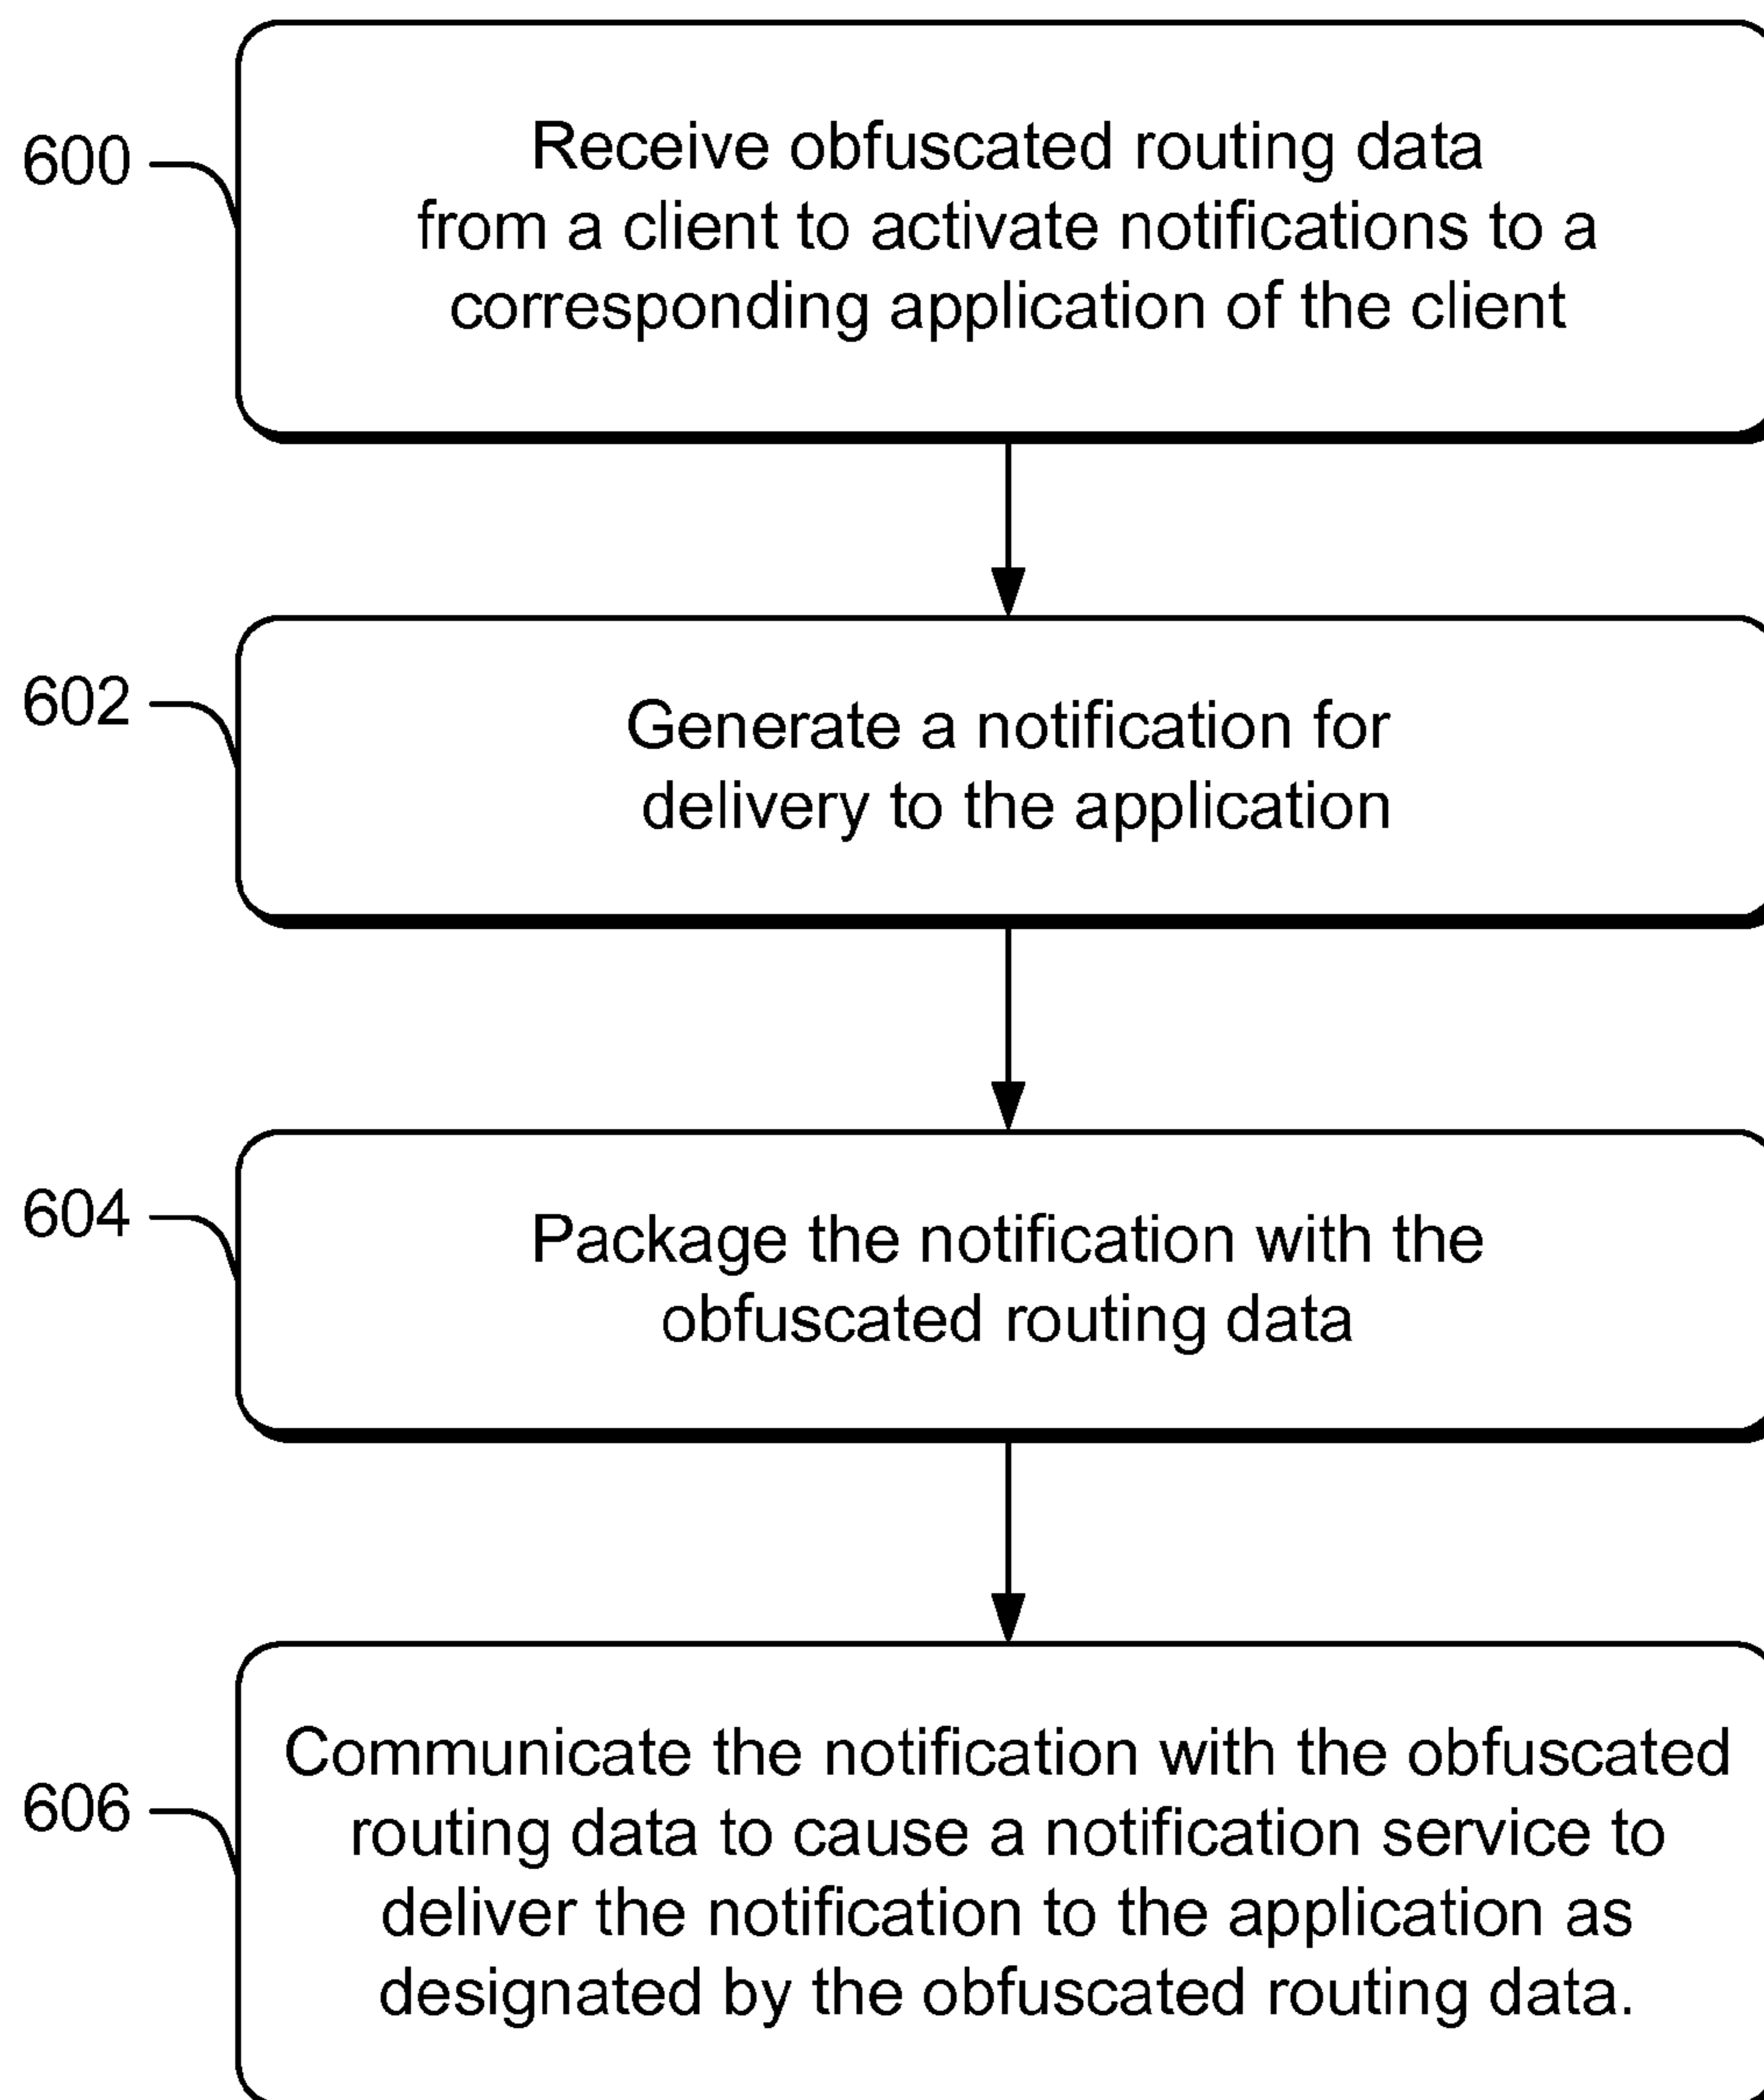 600
Receive obfuscated routing data
from a client to activate notifications to a
corresponding application of the client
602
Generate a notification for
delivery to the application
604
Package the notification with the
obfuscated routing data
606
Communicate the notification with the obfuscated
routing data to cause a notification service to
deliver the notification to the application as
designated by the obfuscated routing data.